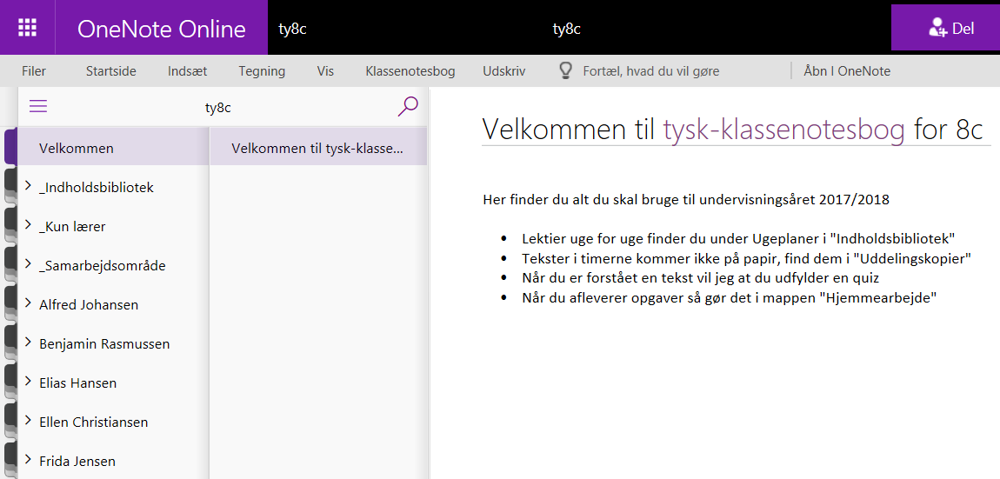 OneNote Online
ty8c
ty8c
Del
Filer
Startside
Indsæt
Tegning
Vis
Klassenotesbog
Udskriv
Fortæl, hvad du vil gøre
Åbn I OneNote
ty8c
Velkommen
_Indholdsbibliotek
_Kun lærer
_Samarbejdsområde
Alfred Johansen
Benjamin Rasmussen
Elias Hansen
Ellen Christiansen
Frida Jensen
Velkommen til tysk-klasse...
Velkommen til tysk-klassenotesbog for 8c
Her finder du alt du skal bruge til undervisningsåret 2017/2018
• Lektier uge for uge finder du under Ugeplaner i "Indholdsbibliotek"
• Tekster i timerne kommer ikke på papir, find dem i "Uddelingskopier"
• Når du er forstået en tekst vil jeg at du udfylder en quiz
• Når du afleverer opgaver så gør det i mappen "Hjemmearbejde"